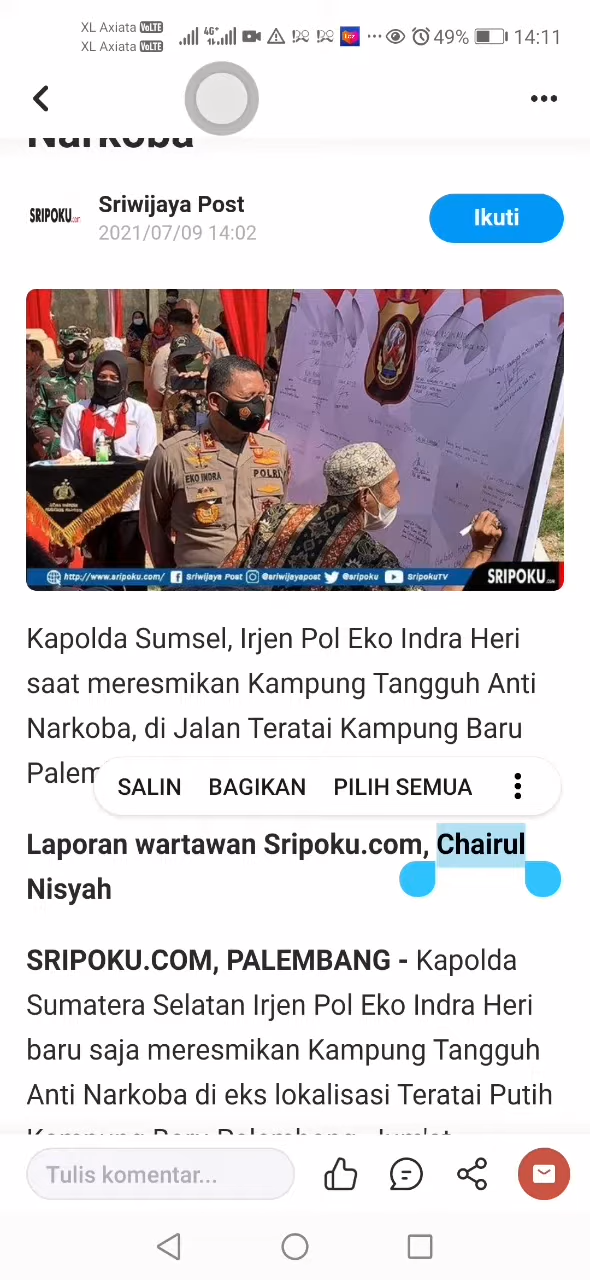 XL Axiata VoLTE
XL Axiata VoLTE
4G+
49%
14:11
SRIPOKU.com
Sriwijaya Post
2021/07/09 14:02
Ikuti
EKO INDRA
POLRI
http://www.sripoku.com/ Sriwijaya Post @sriwijayapost @sripoku SripokuTV SRIPOKU.com
Kapolda Sumsel, Irjen Pol Eko Indra Heri
saat meresmikan Kampung Tangguh Anti
Narkoba, di Jalan Teratai Kampung Baru
Palem
SALIN BAGIKAN PILIH SEMUA
Laporan wartawan Sripoku.com, Chairul
Nisyah
SRIPOKU.COM, PALEMBANG - Kapolda
Sumatera Selatan Irjen Pol Eko Indra Heri
baru saja meresmikan Kampung Tangguh
Anti Narkoba di eks lokalisasi Teratai Putih
Tulis komentar...